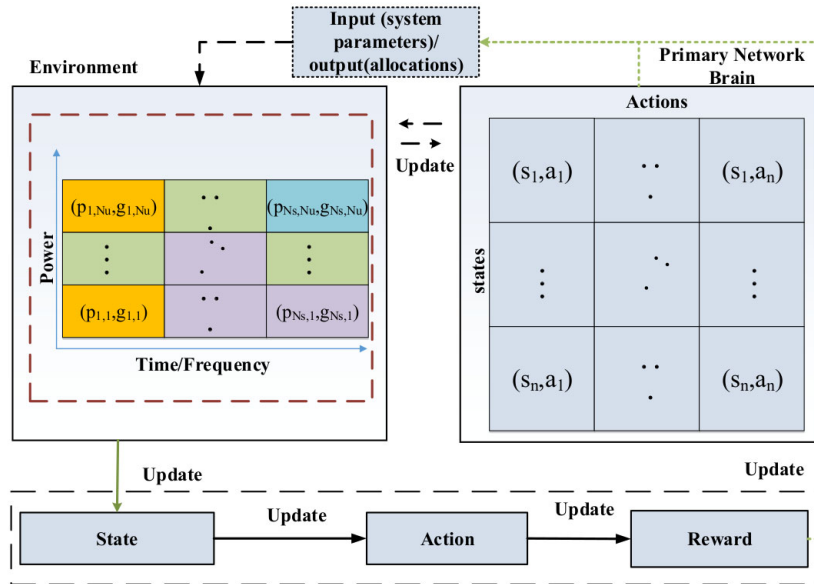 Input (system
parameters)/
output(allocations)
Environment
Primary Network
Brain
Actions
Update
(s1,a1)
(s1,an)
states
(sn,a1)
(sn,an)
Power
(p1,Nu,g1,Nu)
(pNs,Nu,gNs,Nu)
(p1,1,g1,1)
(pNs,1,gNs,1)
Time/Frequency
Update
Update
State
Update
Action
Update
Reward